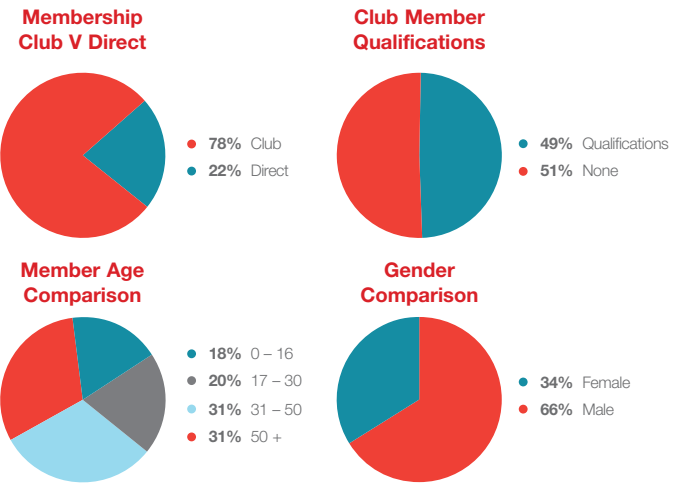 Membership
Club V Direct
78% Club
22% Direct
Club Member
Qualifications
49% Qualifications
51% None
Member Age
Comparison
18% 0 – 16
20% 17 – 30
31% 31 – 50
31% 50 +
Gender
Comparison
34% Female
66% Male